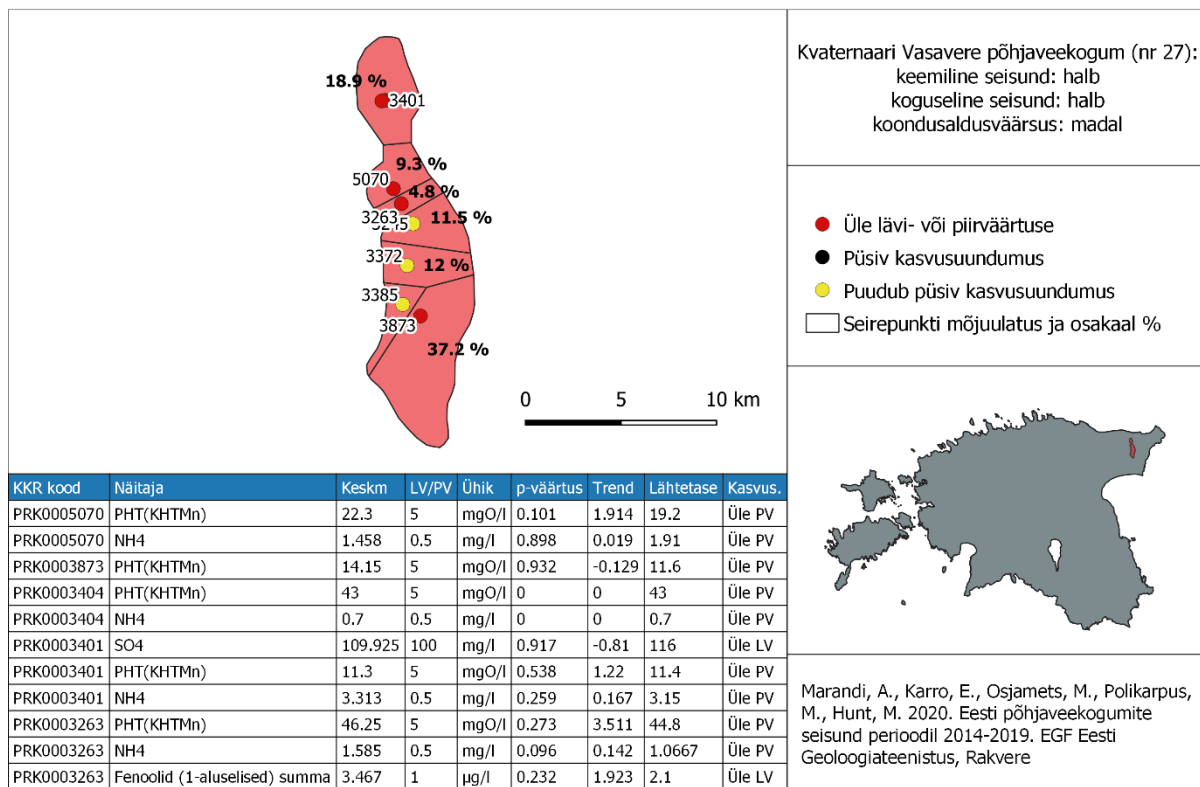 18.9 %
3401
9.3 %
5070
4.8 %
3263
11.5 %
3372
12 %
3385
3873
37.2 %
0 5 10 km
Kvaternaari Vasavere põhjaveekogum (nr 27):
keemiline seisund: halb
koguseline seisund: halb
koondusaldusväärsus: madal
Üle lävi- või piirväärtuse
Püsiv kasvusuundumus
Puudub püsiv kasvusuundumus
Seirepunkti mõjuulatus ja osakaal %
KKR kood Näitaja Keskm LV/PV Ühik p-väärtus Trend Lähtetase Kasvus.
PRK0005070 PHT(KHTMn) 22.3 5 mgO/l 0.101 1.914 19.2 Üle PV
PRK0005070 NH4 1.458 0.5 mg/l 0.898 0.019 1.91 Üle PV
PRK0003873 PHT(KHTMn) 14.15 5 mgO/l 0.932 -0.129 11.6 Üle PV
PRK0003404 PHT(KHTMn) 43 5 mgO/l 0 0 43 Üle PV
PRK0003404 NH4 0.7 0.5 mg/l 0 0 0.7 Üle PV
PRK0003401 SO4 109.925 100 mg/l 0.917 -0.81 116 Üle LV
PRK0003401 PHT(KHTMn) 11.3 5 mgO/l 0.538 1.22 11.4 Üle PV
PRK0003401 NH4 3.313 0.5 mg/l 0.259 0.167 3.15 Üle PV
PRK0003263 PHT(KHTMn) 46.25 5 mgO/l 0.273 3.511 44.8 Üle PV
PRK0003263 NH4 1.585 0.5 mg/l 0.096 0.142 1.0667 Üle PV
PRK0003263 Fenoolid (1-aluselised) summa 3.467 1 µg/l 0.232 1.923 2.1 Üle LV
Marandi, A., Karro, E., Osjamets, M., Polikarpus,
M., Hunt, M. 2020. Eesti põhjaveekogumite
seisund perioodil 2014-2019. EGF Eesti
Geoloogiateenistus, Rakvere